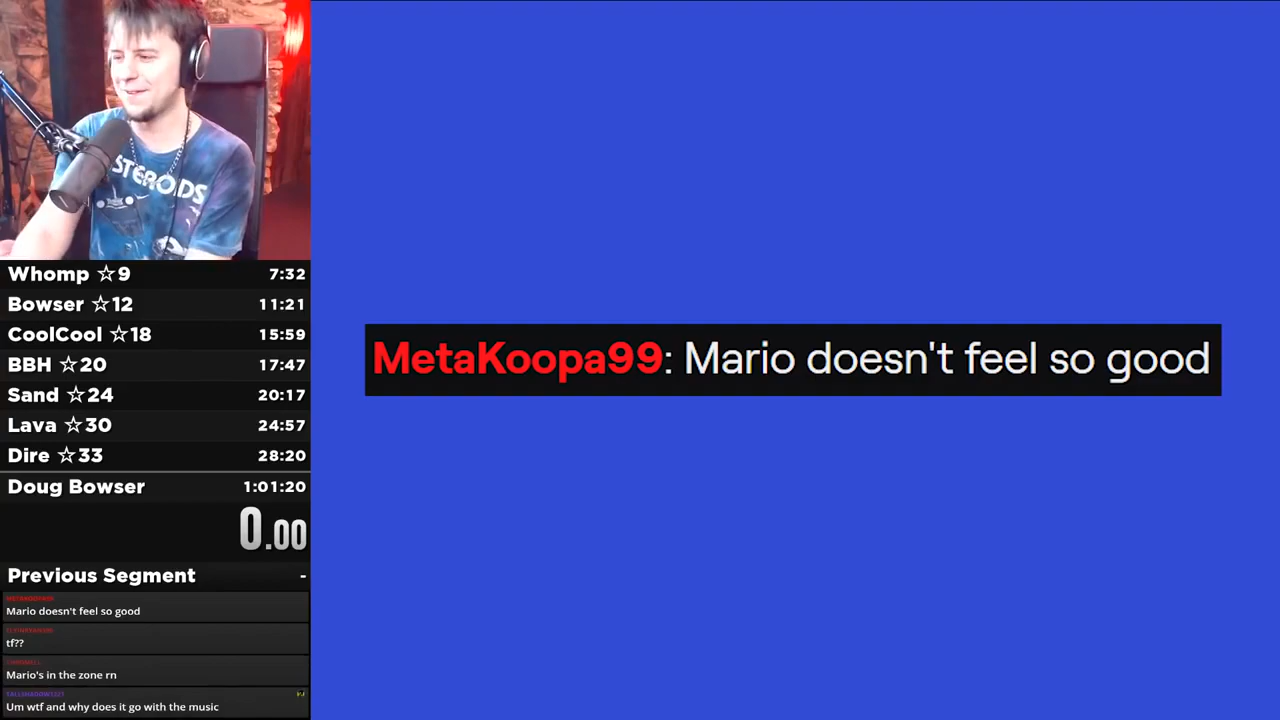 STEROIDS
Whomp ☆9 7:32
Bowser ☆12 11:21
CoolCool ☆18 15:59
BBH ☆20 17:47
Sand ☆24 20:17
Lava ☆30 24:57
Dire ☆33 28:20
Doug Bowser 1:01:20
0.00
Previous Segment -
METAKOOPA99
Mario doesn't feel so good
tf??
Mario's in the zone rn
Um wtf and why does it go with the music
MetaKoopa99: Mario doesn't feel so good